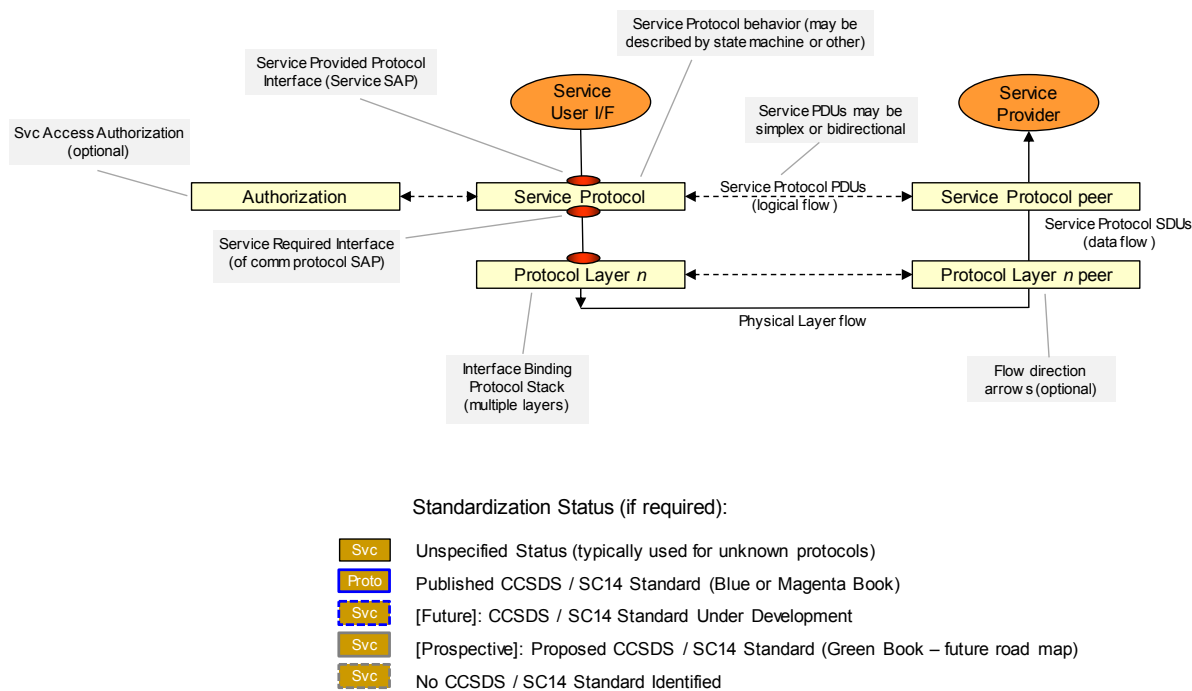 Service Protocol behavior (may be
described by state machine or other)
Service Provided Protocol
Interface (Service SAP)
Service
User I/F
Service PDUs may be
simplex or bidirectional
Service
Provider
Svc Access Authorization
(optional)
Authorization
Service Protocol
Service Protocol PDUs
(logical flow)
Service Protocol peer
Service Required Interface
(of comm protocol SAP)
Service Protocol SDUs
(data flow)
Protocol Layer n
Protocol Layer n peer
Physical Layer flow
Interface Binding
Protocol Stack
(multiple layers)
Flow direction
arrows (optional)
Standardization Status (if required):
Svc Unspecified Status (typically used for unknown protocols)
Proto Published CCSDS / SC14 Standard (Blue or Magenta Book)
Svc [Future]: CCSDS / SC14 Standard Under Development
Svc [Prospective]: Proposed CCSDS / SC14 Standard (Green Book – future road map)
Svc No CCSDS / SC14 Standard Identified